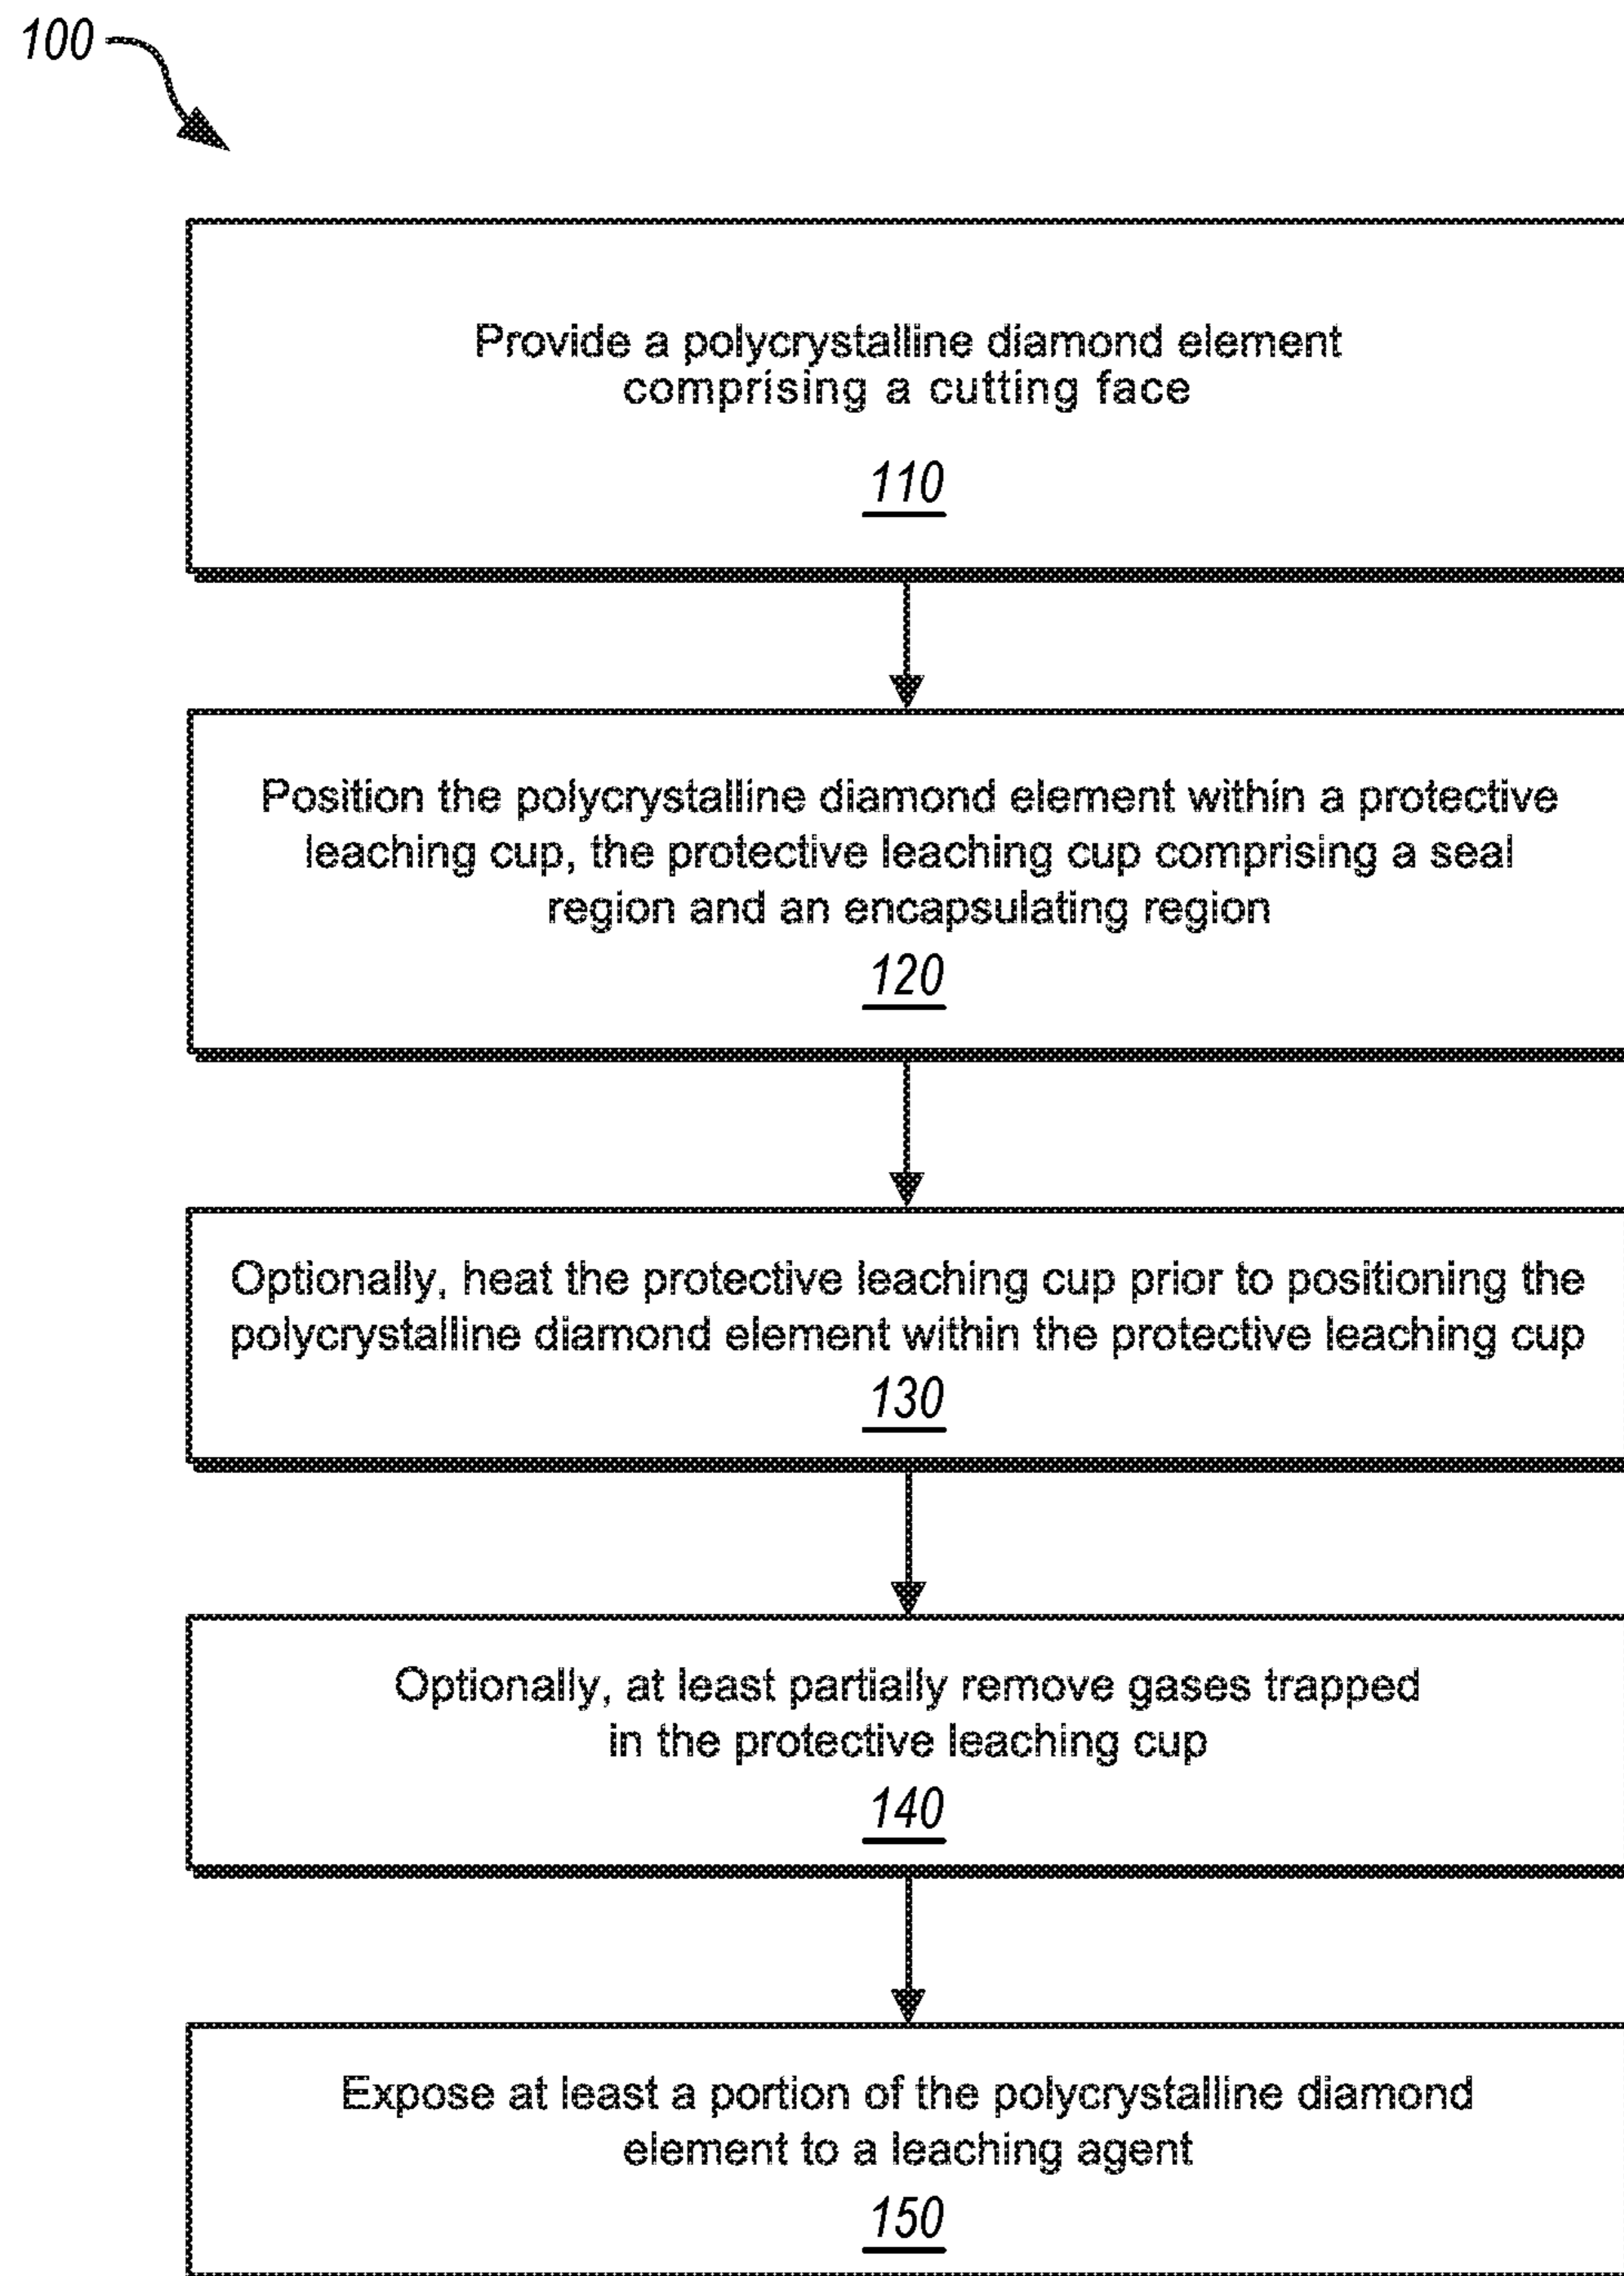 100
Provide a polycrystalline diamond element
comprising a cutting face
110
Position the polycrystalline diamond element within a protective
leaching cup, the protective leaching cup comprising a seal
region and an encapsulating region
120
Optionally, heat the protective leaching cup prior to positioning the
polycrystalline diamond element within the protective leaching cup
130
Optionally, at least partially remove gases trapped
in the protective leaching cup
140
Expose at least a portion of the polycrystalline diamond
element to a leaching agent
150